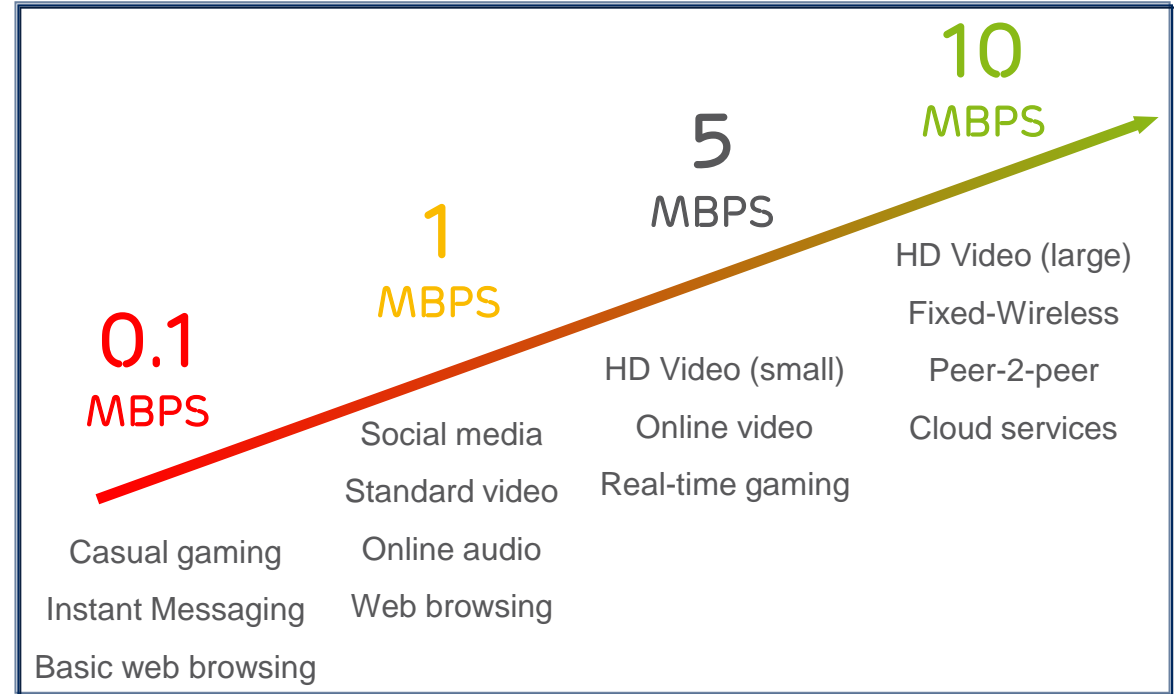 0.1
MBPS
Casual gaming
Instant Messaging
Basic web browsing
1
MBPS
Social media
Standard video
Online audio
Web browsing
5
MBPS
HD Video (small)
Online video
Real-time gaming
10
MBPS
HD Video (large)
Fixed-Wireless
Peer-2-peer
Cloud services